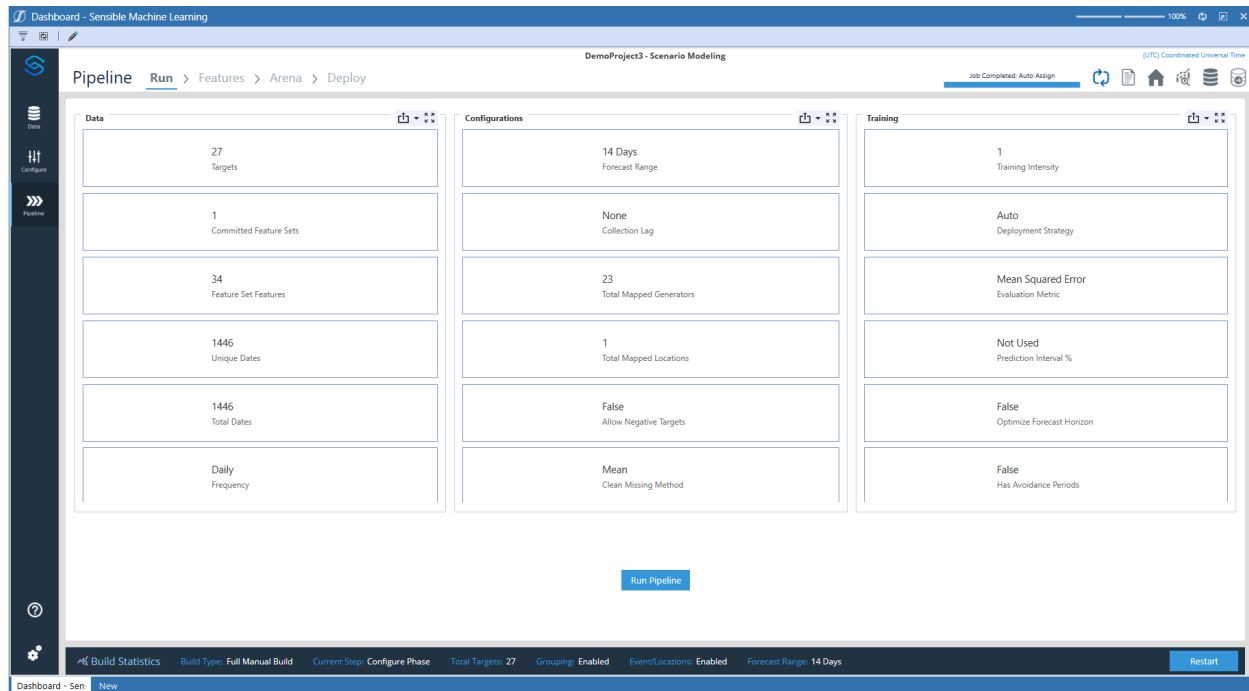 Dashboard - Sensible Machine Learning
100%
DemoProject3 - Scenario Modeling
(UTC) Coordinated Universal Time
Pipeline Run > Features > Arena > Deploy
Job Completed: Auto Assign
Data
Configure
Pipeline
Data
27
Targets
1
Committed Feature Sets
34
Feature Set Features
1446
Unique Dates
1446
Total Dates
Daily
Frequency
Configurations
14 Days
Forecast Range
None
Collection Lag
23
Total Mapped Generators
1
Total Mapped Locations
False
Allow Negative Targets
Mean
Clean Missing Method
Training
1
Training Intensity
Auto
Deployment Strategy
Mean Squared Error
Evaluation Metric
Not Used
Prediction Interval %
False
Optimize Forecast Horizon
False
Has Avoidance Periods
Run Pipeline
Build Statistics Build Type: Full Manual Build Current Step: Configure Phase Total Targets: 27 Grouping: Enabled Event/Locations: Enabled Forecast Range: 14 Days Restart
Dashboard - Sen: New